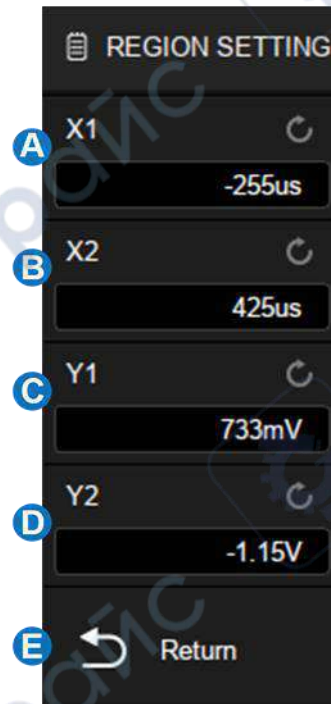 REGION SETTING
A
X1
-255us
B
X2
425us
C
Y1
733mV
D
Y2
-1.15V
E
Return